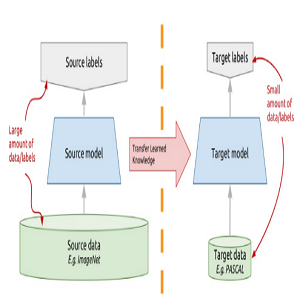 Source labels
Target labels
Large
amount of
data/labels
Small
amount of
data/labels
Source model
Transfer Learned
Knowledge
Target model
Source data
E.g. ImageNet
Target data
E.g. PASCAL